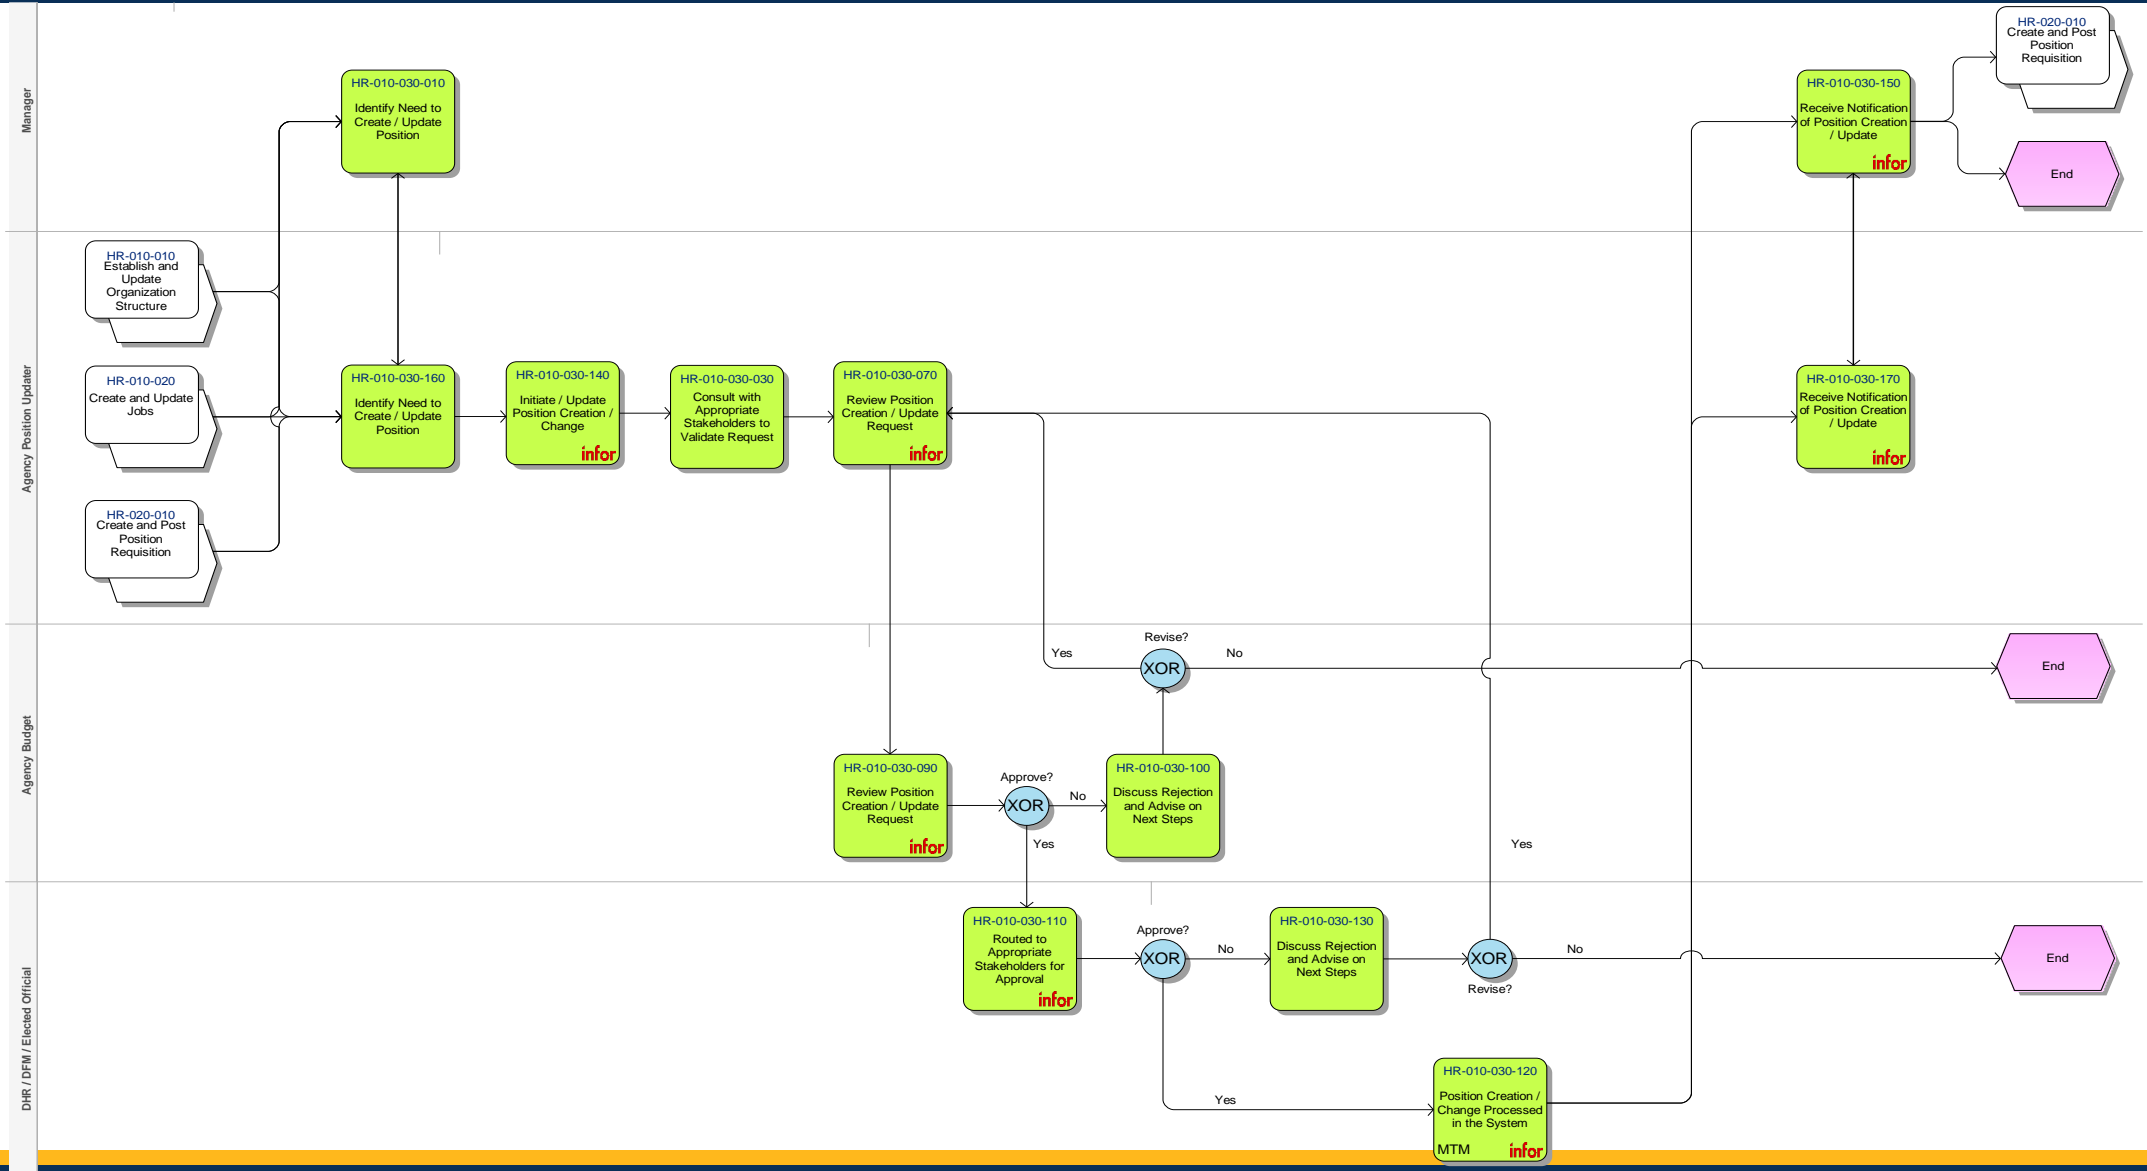 Manager
HR-010-030-010
Identify Need to
Create / Update
Position
HR-010-030-150
Receive Notification
of Position Creation
/ Update
infor
HR-020-010
Create and Post
Position
Requisition
End
Agency Position Updater
HR-010-010
Establish and
Update
Organization
Structure
HR-010-020
Create and Update
Jobs
HR-020-010
Create and Post
Position
Requisition
HR-010-030-160
Identify Need to
Create / Update
Position
HR-010-030-140
Initiate / Update
Position Creation /
Change
infor
HR-010-030-030
Consult with
Appropriate
Stakeholders to
Validate Request
HR-010-030-070
Review Position
Creation / Update
Request
infor
HR-010-030-170
Receive Notification
of Position Creation
/ Update
infor
Agency Budget
Revise?
Yes
XOR
No
End
HR-010-030-090
Review Position
Creation / Update
Request
infor
Approve?
XOR
No
Yes
HR-010-030-100
Discuss Rejection
and Advise on
Next Steps
Yes
DHR / DFM / Elected Official
HR-010-030-110
Routed to
Appropriate
Stakeholders for
Approval
infor
Approve?
XOR
No
HR-010-030-130
Discuss Rejection
and Advise on
Next Steps
XOR
Revise?
No
End
Yes
HR-010-030-120
Position Creation /
Change Processed
in the System
MTM
infor